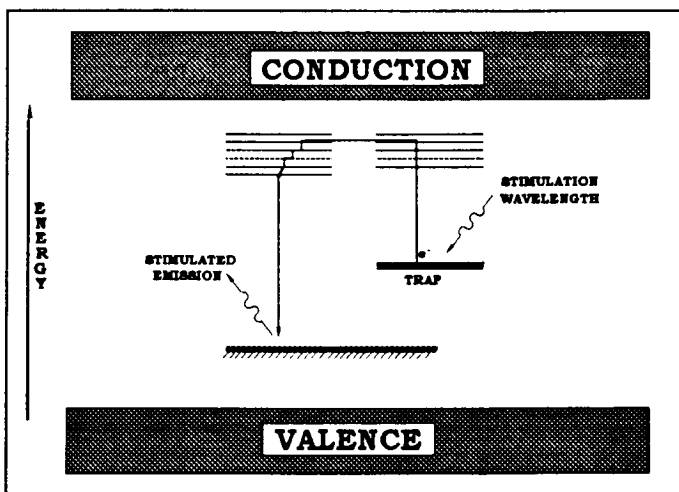 CONDUCTION
ENERGY
STIMULATION
WAVELENGTH
e-
TRAP
STIMULATED
EMISSION
VALENCE